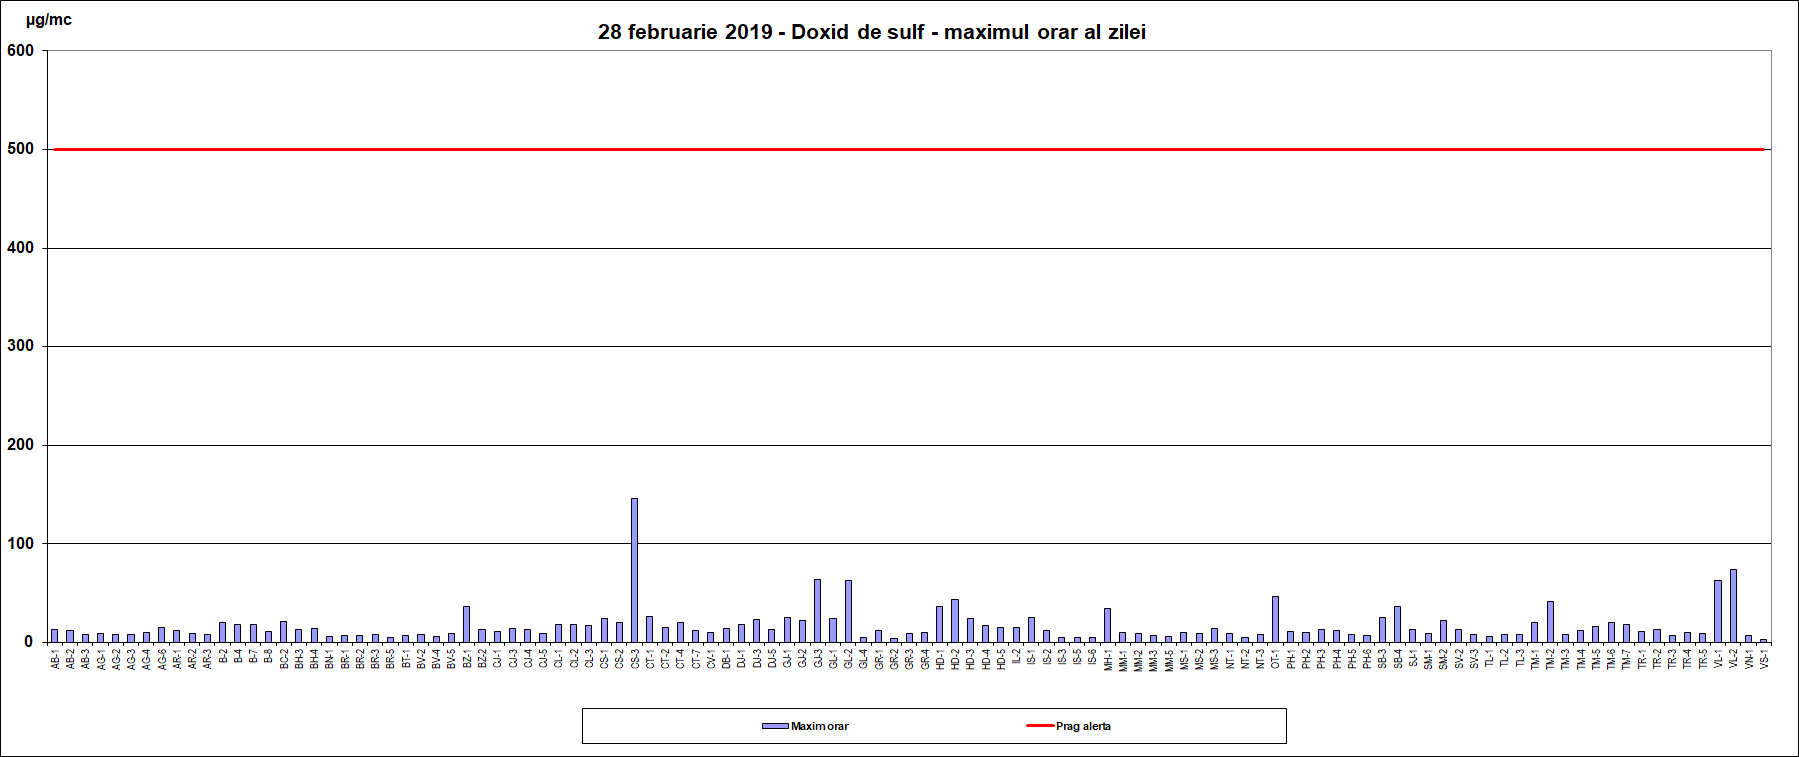 µg/mc
28 februarie 2019 - Doxid de sulf - maximul orar al zilei
600
500
400
300
200
100
0
AB-1 AB-2 AB-3 AG-1 AG-2 AG-3 AG-4 AG-6 AR-1 AR-2 AR-3 B-2 B-4 B-7 B-8 BC-2 BH-3 BH-4 BN-1 BR-1 BR-2 BR-3 BR-5 BT-1 BV-2 BV-4 BV-5 BZ-1 BZ-2 CJ-1 CJ-3 CJ-4 CJ-5 CL-1 CL-2 CL-3 CS-1 CS-2 CS-3 CT-1 CT-2 CT-4 CT-7 CV-1 DB-1 DJ-1 DJ-3 DJ-5 GJ-1 GJ-2 GJ-3 GL-1 GL-2 GL-4 GR-1 GR-2 GR-3 GR-4 HD-1 HD-2 HD-3 HD-4 HD-5 IL-2 IS-1 IS-2 IS-3 IS-5 IS-6 MH-1 MM-1 MM-2 MM-3 MM-5 MS-1 MS-2 MS-3 NT-1 NT-2 NT-3 OT-1 PH-1 PH-2 PH-3 PH-4 PH-5 PH-6 SB-3 SB-4 SJ-1 SM-1 SM-2 SV-2 SV-3 TL-1 TL-2 TL-3 TM-1 TM-2 TM-3 TM-4 TM-5 TM-6 TM-7 TR-1 TR-2 TR-3 TR-4 TR-5 VL-1 VL-2 VN-1 VS-1
Maxim orar Prag alerta